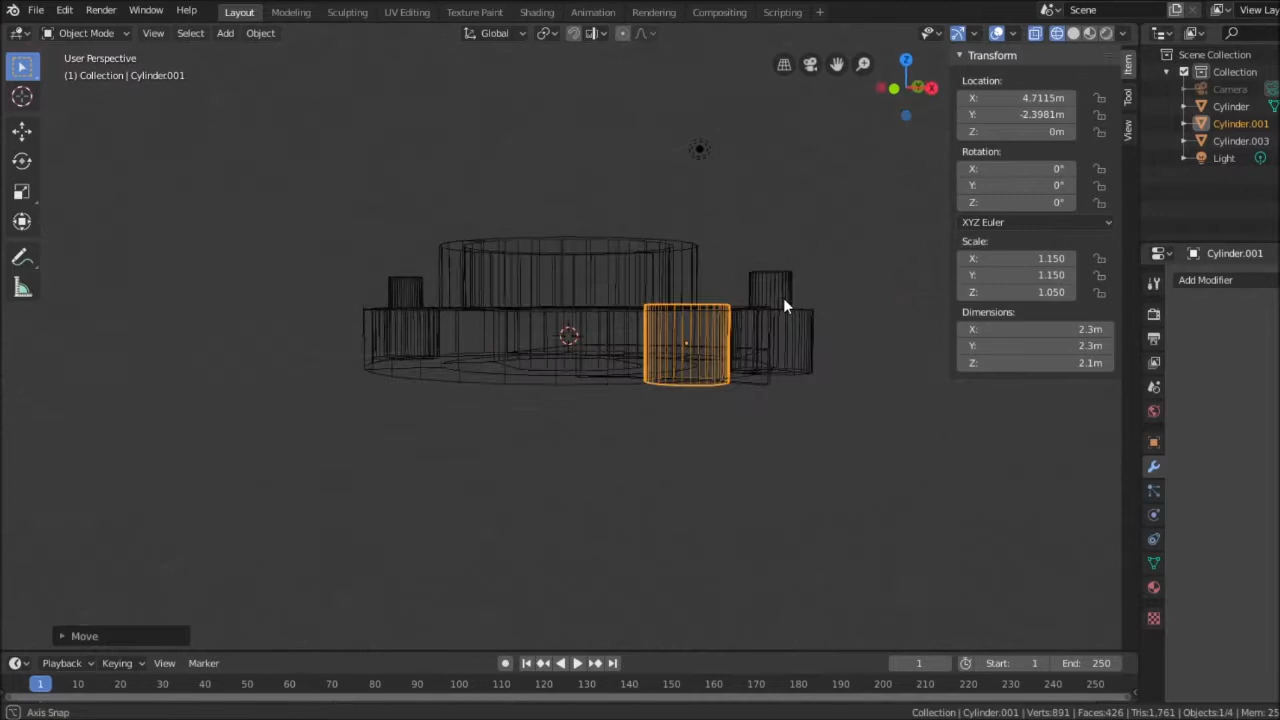 File Edit Render Window Help Layout Modeling Sculpting UV Editing Texture Paint Shading Animation Rendering Compositing Scripting + Scene View Lay
Object Mode View Select Add Object Global
User Perspective
(1) Collection | Cylinder.001
Transform
Location:
X: 4.7115m
Y: -2.3981m
Z: 0m
Rotation:
X: 0°
Y: 0°
Z: 0°
XYZ Euler
Scale:
X: 1.150
Y: 1.150
Z: 1.050
Dimensions:
X: 2.3m
Y: 2.3m
Z: 2.1m
Item
Tool
View
Z
X
Scene Collection
Collection
Camera
Cylinder
Cylinder.001
Cylinder.003
Light
Cylinder.001
Add Modifier
Move
Playback Keying View Marker 1 Start: 1 End: 250
1 10 20 30 40 50 60 70 80 90 100 110 120 130 140 150 160 170 180 190 200 210 220 230 240 250
Axis Snap Collection | Cylinder.001 | Verts:891 | Faces:426 | Tris:1,761 | Objects:1/4 | Mem: 25